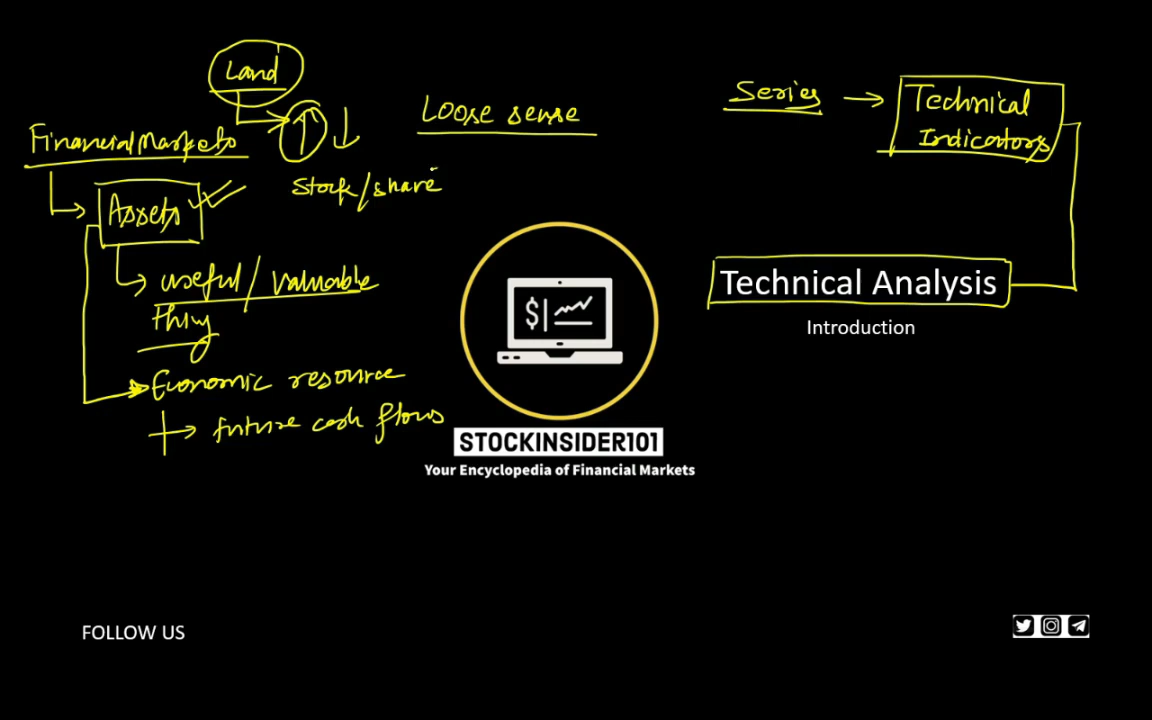 Land
Loose sense
Financial Markets
Stock/share
Assets
useful/valuable
thing
Economic resource
future cash flows
Series → Technical
Indicators
Technical Analysis
Introduction
$
STOCKINSIDER101
Your Encyclopedia of Financial Markets
FOLLOW US